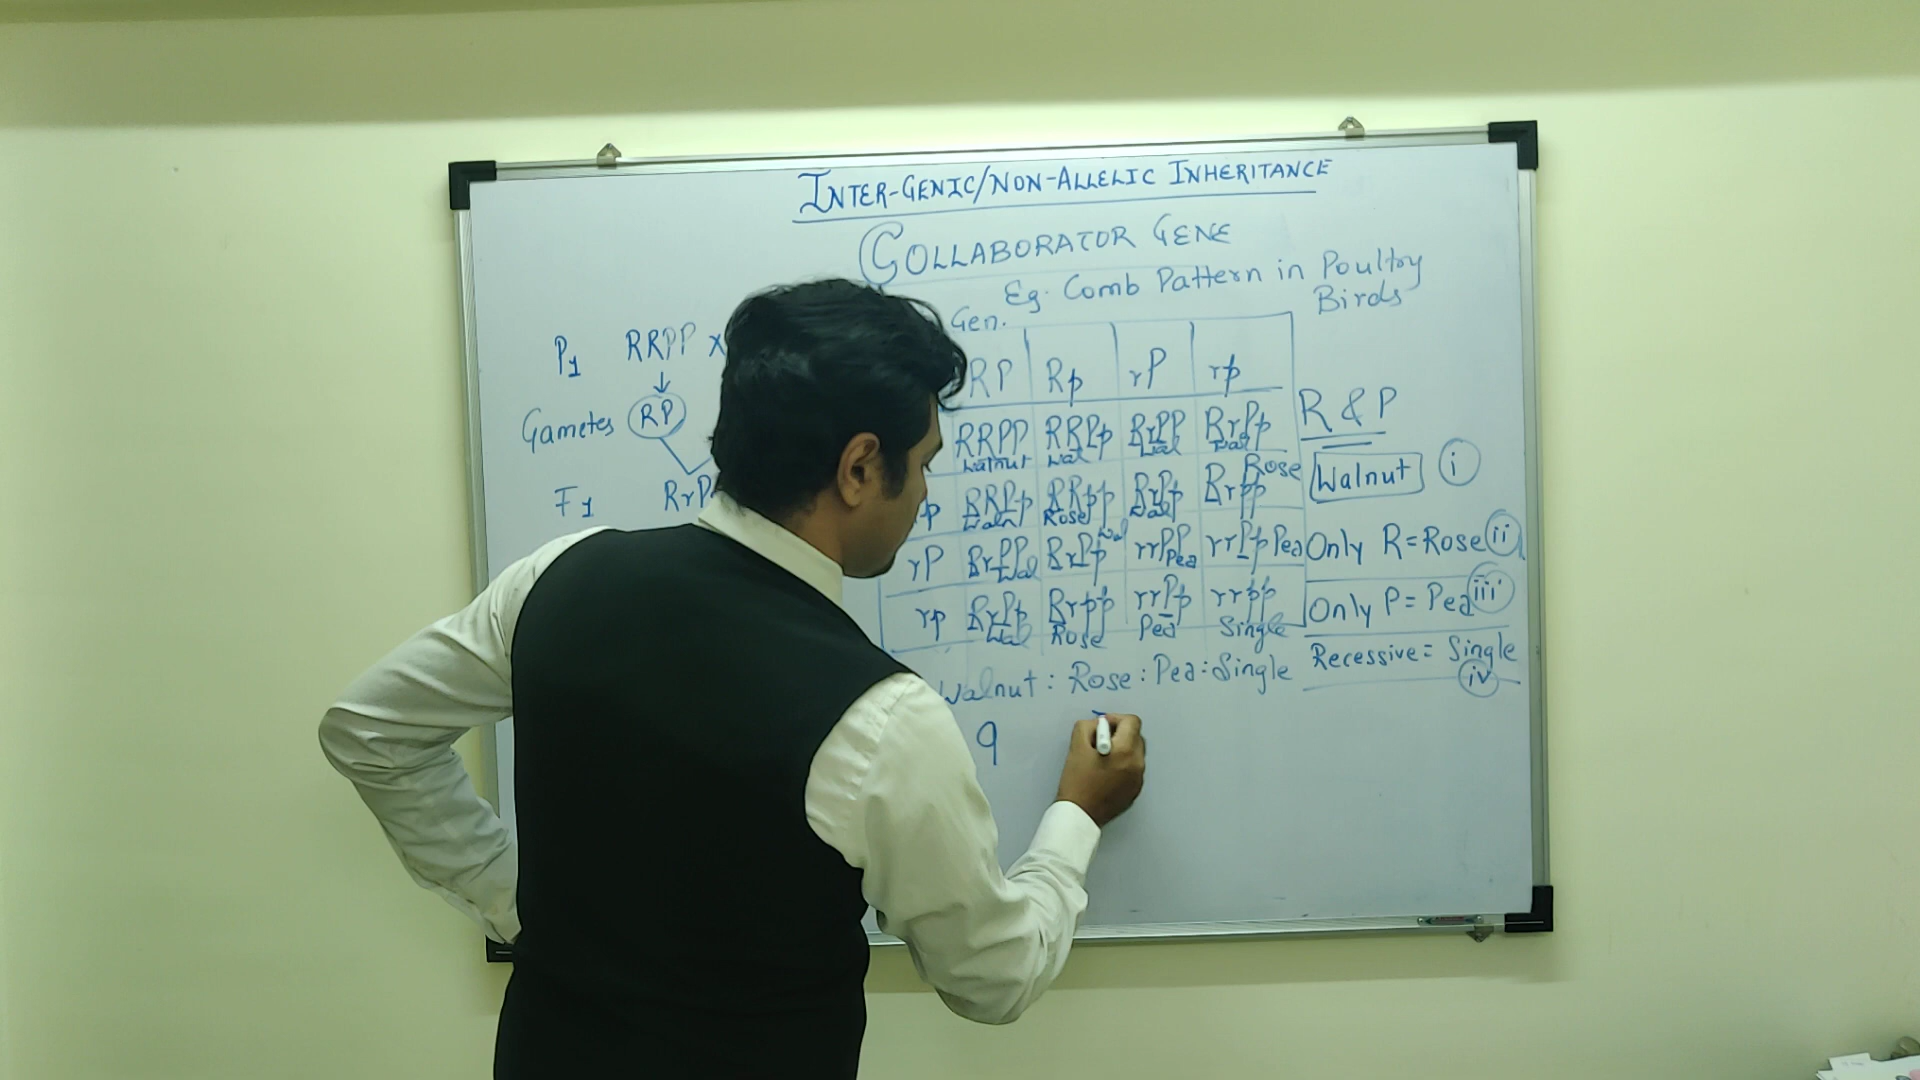 INTER-GENIC/NON-ALLELIC INHERITANCE
COLLABORATOR GENE
Eg. Comb Pattern in Poultry
Birds
Gen.
P1 RRPP x
Gametes RP
F1
RP Rp rP rp
RRPP RRPp RrPP RrPp
Walnut Wal Wal Wal
RRPp RRpp RrPp Rrpp Rose
Waln Rose Wal
rP RrPP RrPp rrPP rrPp Pea
Wal Wal Pea
rp RrPp Rrpp rrPp rrpp
Wal Rose Pea Single
Walnut : Rose : Pea : Single
9
R & P
Walnut i
Only R = Rose ii
Only P = Pea iii
Recessive = Single
iv